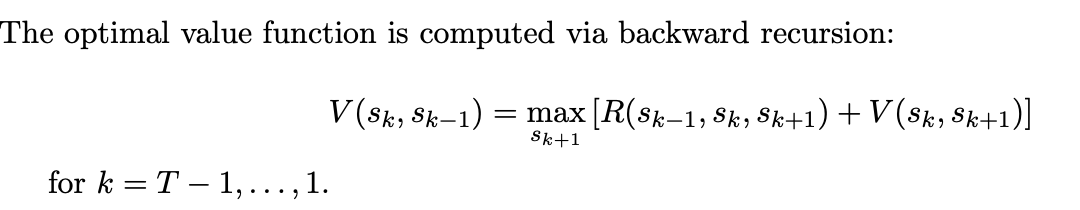 The optimal value function is computed via backward recursion:
V(s_k, s_{k−1}) = max_{s_{k+1}} [R(s_{k−1}, s_k, s_{k+1}) + V(s_k, s_{k+1})]
for k = T − 1, . . . , 1.